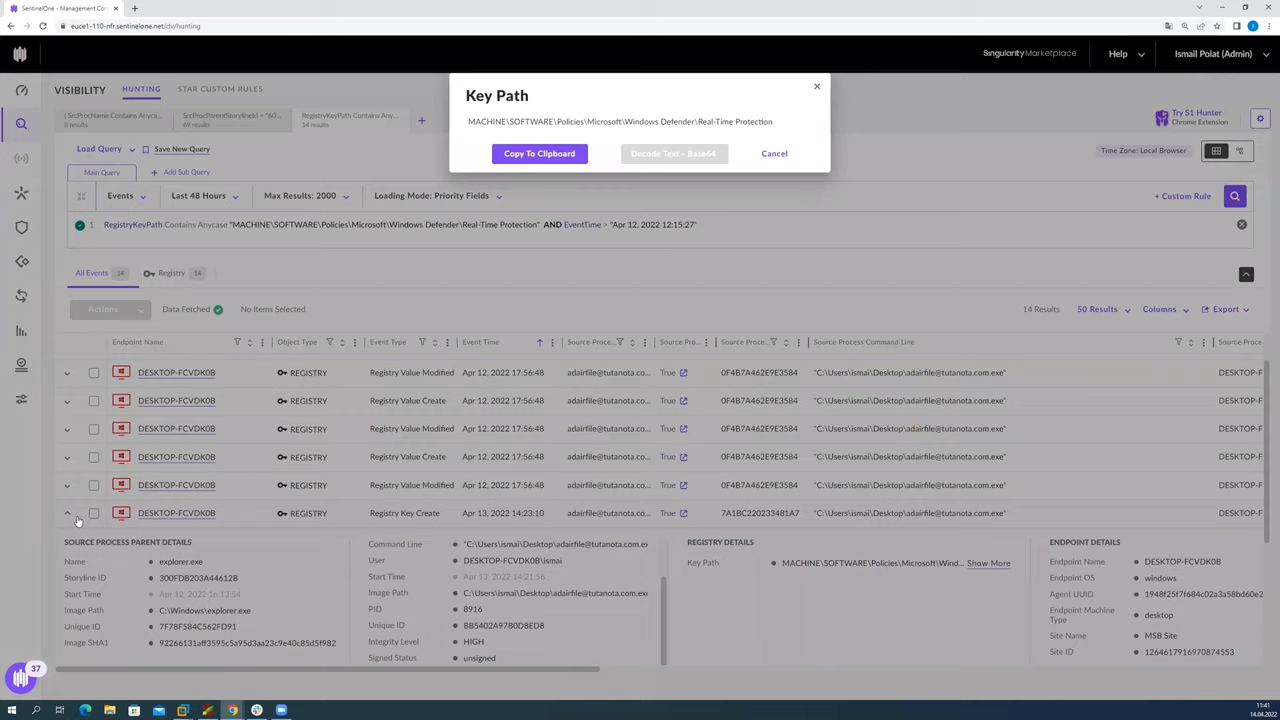 SentinelOne - Management Con
euce1-110-nfr.sentinelone.net/dv/hunting
Singularity Marketplace
Help
Ismail Polat (Admin)
VISIBILITY
HUNTING
STAR CUSTOM RULES
( SrcProcName Contains Anyca...
8 results
SrcProcParentStorylineId = "60...
69 results
RegistryKeyPath Contains Any...
14 results
Try S1 Hunter
Chrome Extension
Key Path
MACHINE\SOFTWARE\Policies\Microsoft\Windows Defender\Real-Time Protection
Copy To Clipboard
Decode Text - Base64
Cancel
Load Query
Save New Query
Time Zone: Local Browser
Main Query
+ Add Sub Query
Events
Last 48 Hours
Max Results: 2000
Loading Mode: Priority Fields
+ Custom Rule
1 RegistryKeyPath Contains Anycase "MACHINE\SOFTWARE\Policies\Microsoft\Windows Defender\Real-Time Protection" AND EventTime > "Apr 12, 2022 12:15:27"
All Events 14
Registry 14
Actions
Data Fetched
No Items Selected
14 Results
50 Results
Columns
Export
Endpoint Name Object Type Event Type Event Time Source Proce... Source Pro... Source Proces... Source Process Command Line Source Proce...
DESKTOP-FCVDK0B REGISTRY Registry Value Modified Apr 12, 2022 17:56:48 adairfile@tutanota.co... True 0F4B7A462E9E3584 "C:\Users\ismai\Desktop\adairfile@tutanota.com.exe" DESKTOP-F
DESKTOP-FCVDK0B REGISTRY Registry Value Create Apr 12, 2022 17:56:48 adairfile@tutanota.co... True 0F4B7A462E9E3584 "C:\Users\ismai\Desktop\adairfile@tutanota.com.exe" DESKTOP-F
DESKTOP-FCVDK0B REGISTRY Registry Value Modified Apr 12, 2022 17:56:48 adairfile@tutanota.co... True 0F4B7A462E9E3584 "C:\Users\ismai\Desktop\adairfile@tutanota.com.exe" DESKTOP-F
DESKTOP-FCVDK0B REGISTRY Registry Value Create Apr 12, 2022 17:56:48 adairfile@tutanota.co... True 0F4B7A462E9E3584 "C:\Users\ismai\Desktop\adairfile@tutanota.com.exe" DESKTOP-F
DESKTOP-FCVDK0B REGISTRY Registry Value Modified Apr 12, 2022 17:56:48 adairfile@tutanota.co... True 0F4B7A462E9E3584 "C:\Users\ismai\Desktop\adairfile@tutanota.com.exe" DESKTOP-F
DESKTOP-FCVDK0B REGISTRY Registry Key Create Apr 13, 2022 14:23:10 adairfile@tutanota.co... True 7A1BC220233481A7 "C:\Users\ismai\Desktop\adairfile@tutanota.com.exe" DESKTOP-F
SOURCE PROCESS PARENT DETAILS
Name explorer.exe
Storyline ID 300FDB203A44612B
Start Time Apr 12, 2022 16:13:54
Image Path C:\Windows\explorer.exe
Unique ID 7F7BF584C562FD91
Image SHA1 92266131aff3595c5a95d3aa23c9e40c85d5f982
Command Line "C:\Users\ismai\Desktop\adairfile@tutanota.com.ex
User DESKTOP-FCVDK0B\ismai
Start Time Apr 13, 2022 14:21:56
Image Path C:\Users\ismai\Desktop\adairfile@tutanota.com.exe
PID 8916
Unique ID BB5402A97B0D8ED8
Integrity Level HIGH
Signed Status unsigned
REGISTRY DETAILS
Key Path MACHINE\SOFTWARE\Policies\Microsoft\Wind... Show More
ENDPOINT DETAILS
Endpoint Name DESKTOP-FCVDK0B
Endpoint OS windows
Agent UUID 1948f25f7f684c02a3a58bd60e2
Endpoint Machine
Type desktop
Site Name MSB Site
Site ID 1264617916970874553
37
11:41
14.04.2022